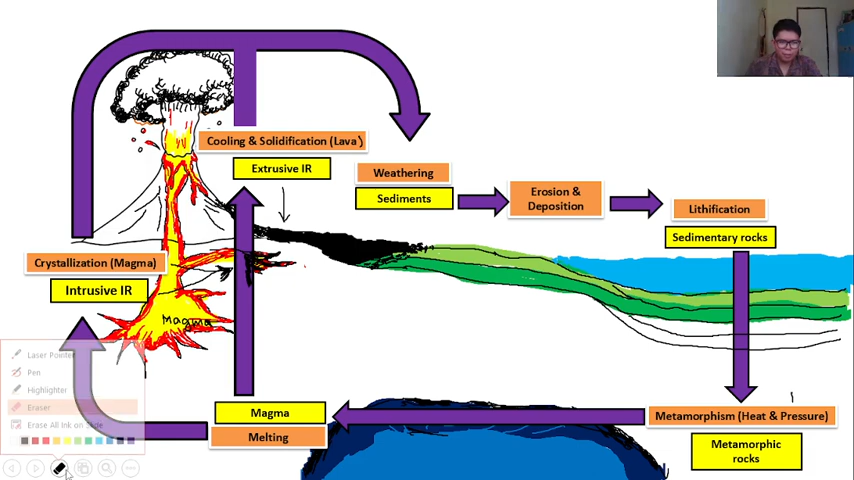 Cooling & Solidification (Lava)
Extrusive IR
Weathering
Sediments
Erosion &
Deposition
Lithification
Sedimentary rocks
Crystallization (Magma)
Intrusive IR
Magma
Laser Pointer
Pen
Highlighter
Eraser
Erase All Ink on Slide
Magma
Melting
Metamorphism (Heat & Pressure)
Metamorphic
rocks